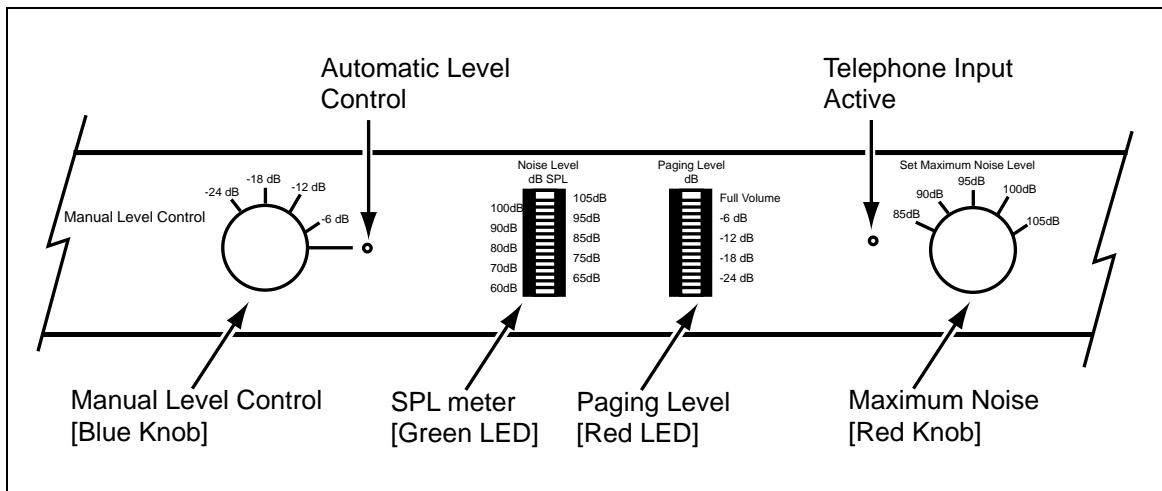 Automatic Level
Control
Telephone Input
Active
Manual Level Control
-24 dB
-18 dB
-12 dB
-6 dB
Noise Level
dB SPL
100dB
90dB
80dB
70dB
60dB
105dB
95dB
85dB
75dB
65dB
Paging Level
dB
Full Volume
-6 dB
-12 dB
-18 dB
-24 dB
Set Maximum Noise Level
85dB
90dB
95dB
100dB
105dB
Manual Level Control
[Blue Knob]
SPL meter
[Green LED]
Paging Level
[Red LED]
Maximum Noise
[Red Knob]